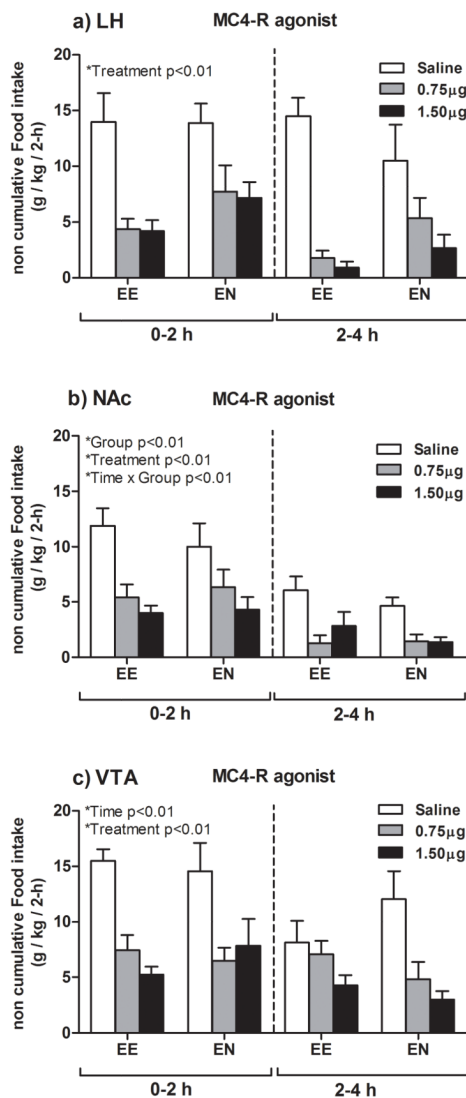 a) LH MC4-R agonist
*Treatment p<0.01
Saline
0.75µg
1.50µg
non cumulative Food intake
(g / kg / 2-h)
20
15
10
5
0
EE EN EE EN
0-2 h 2-4 h
b) NAc MC4-R agonist
*Group p<0.01
*Treatment p<0.01
*Time x Group p<0.01
Saline
0.75µg
1.50µg
non cumulative Food intake
(g / kg / 2-h)
20
15
10
5
0
EE EN EE EN
0-2 h 2-4 h
c) VTA MC4-R agonist
*Time p<0.01
*Treatment p<0.01
Saline
0.75µg
1.50µg
non cumulative Food intake
(g / kg / 2-h)
20
15
10
5
0
EE EN EE EN
0-2 h 2-4 h